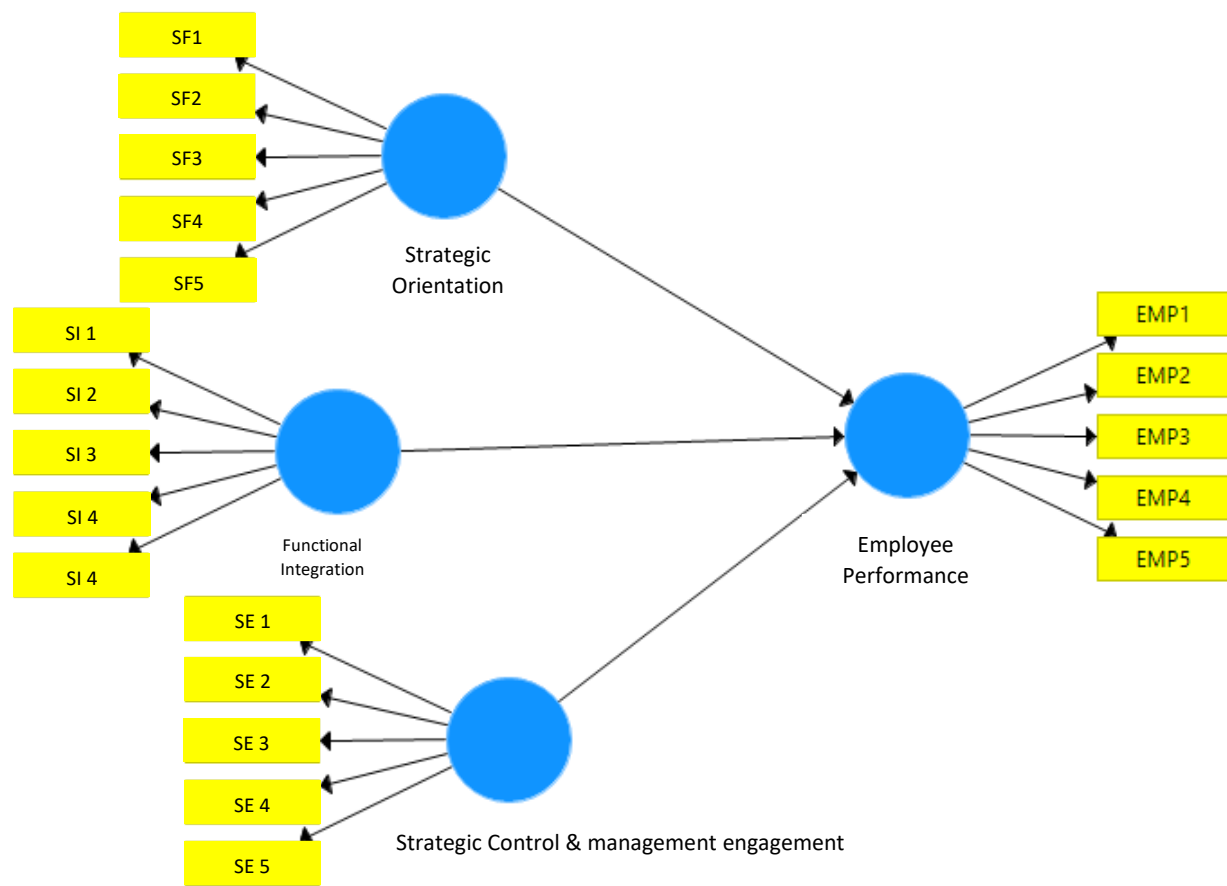 SF1
SF2
SF3
SF4
SF5
Strategic
Orientation
SI 1
SI 2
SI 3
SI 4
SI 4
Functional
Integration
SE 1
SE 2
SE 3
SE 4
SE 5
Strategic Control & management engagement
Employee
Performance
EMP1
EMP2
EMP3
EMP4
EMP5